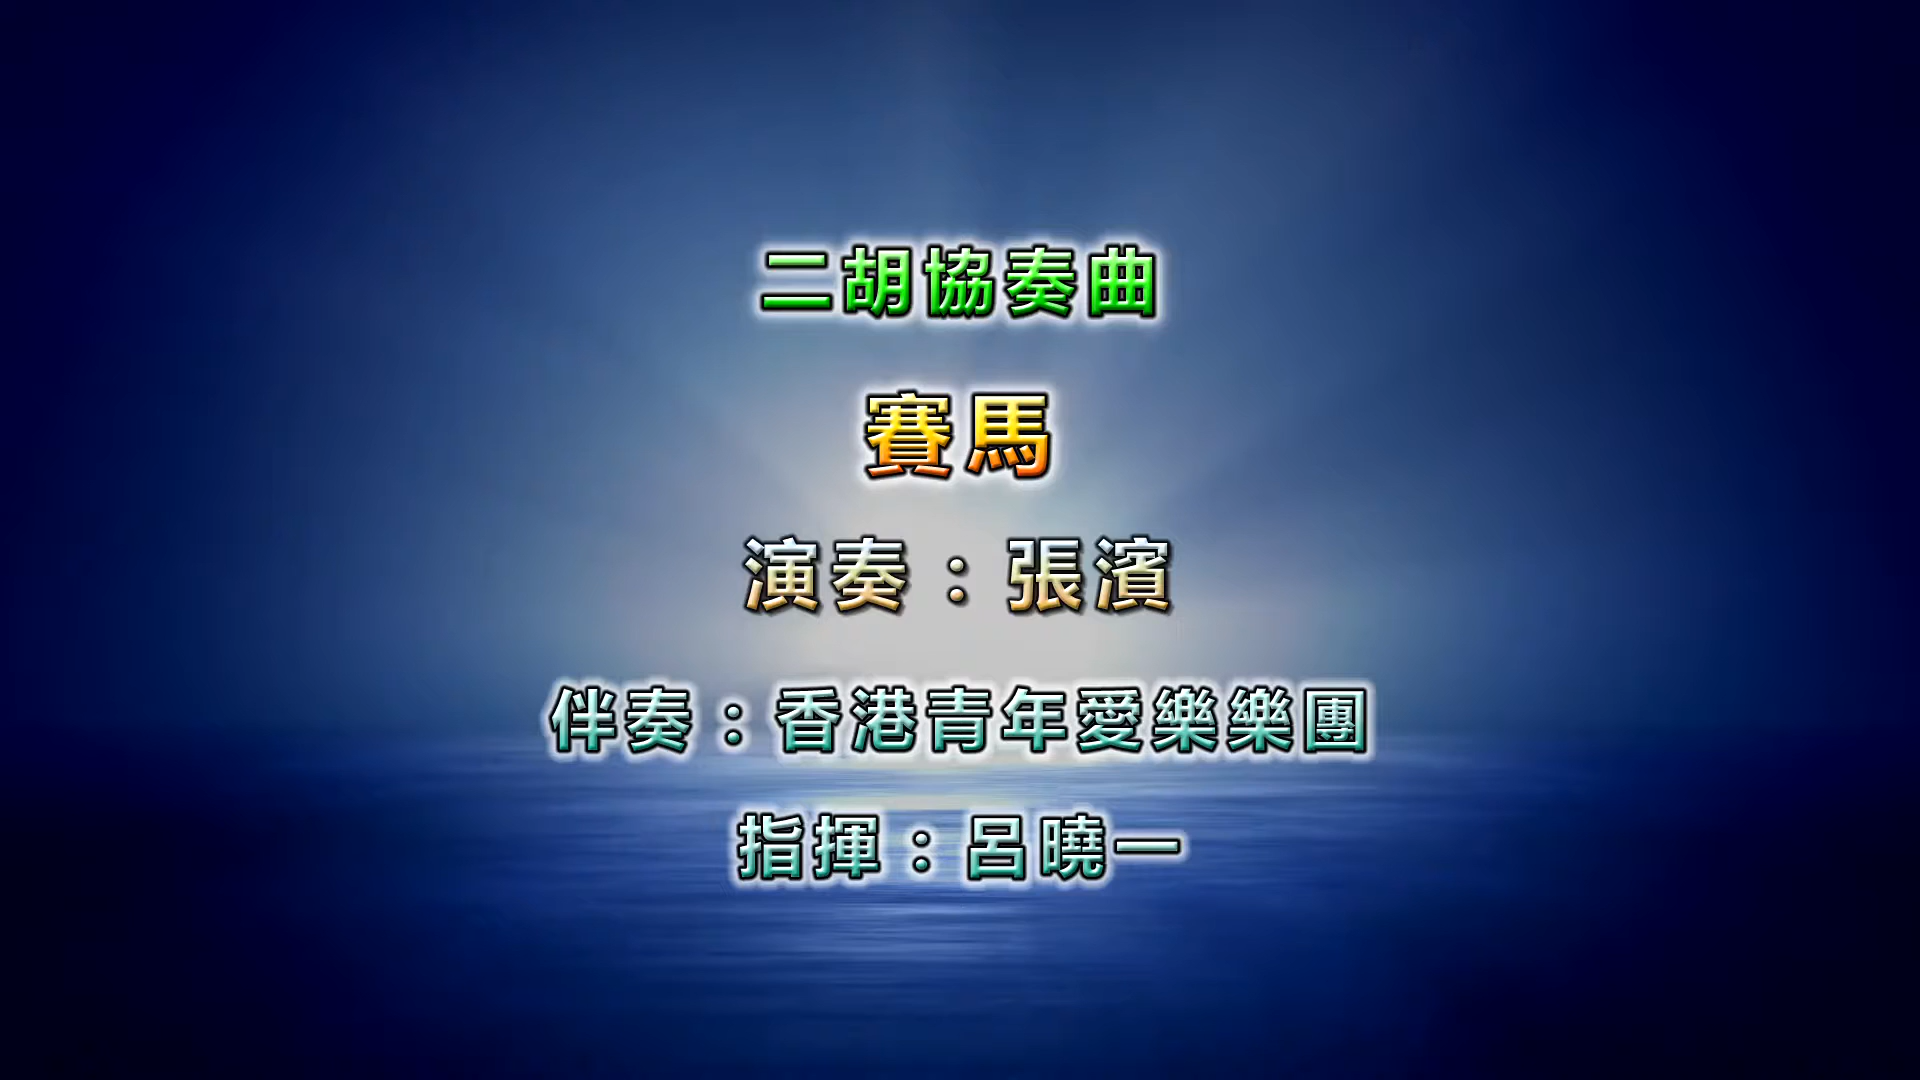 二胡協奏曲
賽馬
演奏：張濱
伴奏：香港青年愛樂樂團
指揮：呂曉一